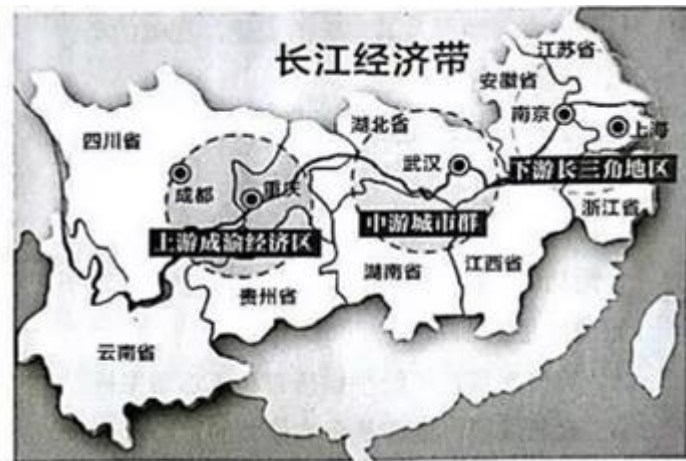 长江经济带
江苏省
安徽省
南京
上海
四川省
湖北省
武汉
成都
重庆
下游长三角地区
浙江省
上游成渝经济区
中游城市群
江西省
湖南省
贵州省
云南省